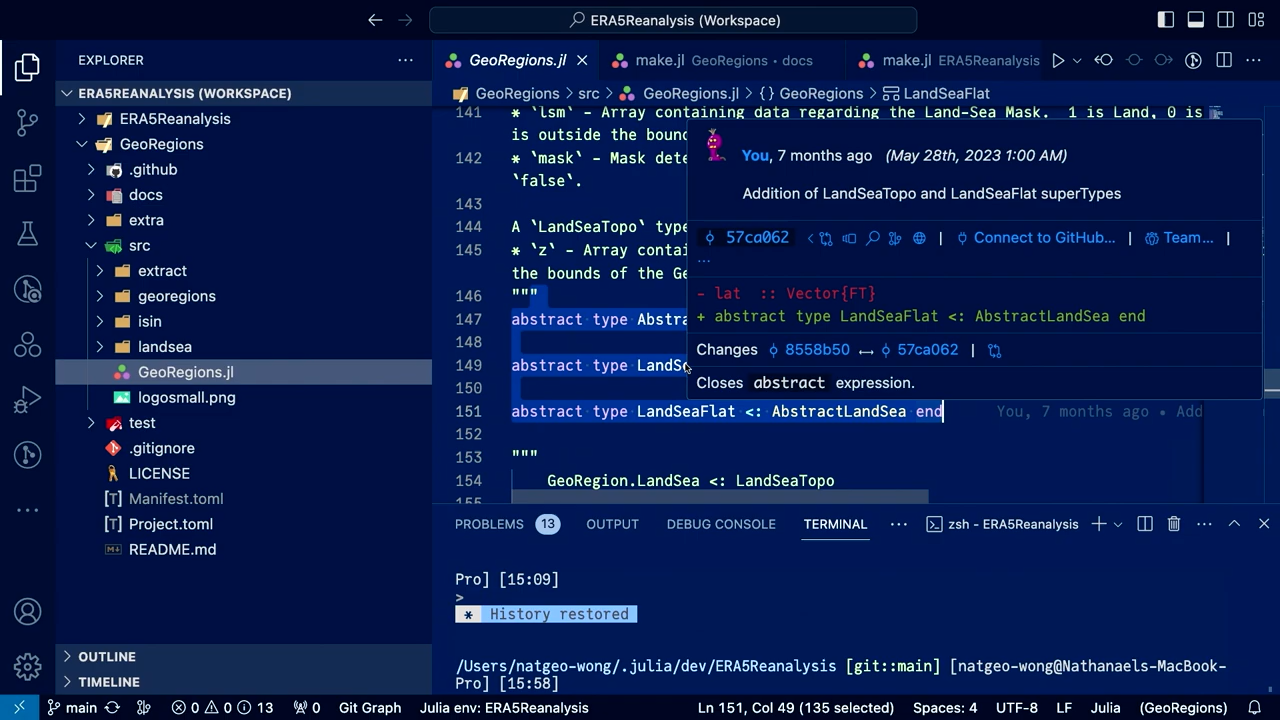 ERA5Reanalysis (Workspace)
EXPLORER
GeoRegions.jl
make.jl GeoRegions • docs
make.jl ERA5Reanalysis
ERA5REANALYSIS (WORKSPACE)
GeoRegions > src > GeoRegions.jl > {} GeoRegions > LandSeaFlat
ERA5Reanalysis
GeoRegions
.github
docs
extra
src
extract
georegions
isin
landsea
GeoRegions.jl
logosmall.png
test
.gitignore
LICENSE
Manifest.toml
Project.toml
README.md
OUTLINE
TIMELINE
141 * `lsm` - Array containing data regarding the Land-Sea Mask. 1 is Land, 0 is
is outside the boun
142 * `mask` - Mask dete
`false`.
143
144 A `LandSeaTopo` type
145 * `z` - Array contai
the bounds of the Ge
146 """
147 abstract type Abstra
148
149 abstract type LandSe
150
151 abstract type LandSeaFlat <: AbstractLandSea end You, 7 months ago • Add
152
153 """
154 GeoRegion.LandSea <: LandSeaTopo
155
You, 7 months ago (May 28th, 2023 1:00 AM)
Addition of LandSeaTopo and LandSeaFlat superTypes
57ca062 | Connect to GitHub... | Team... |
...
- lat :: Vector{FT}
+ abstract type LandSeaFlat <: AbstractLandSea end
Changes 8558b50 ↔ 57ca062 |
Closes abstract expression.
PROBLEMS 13 OUTPUT DEBUG CONSOLE TERMINAL ... zsh - ERA5Reanalysis
Pro] [15:09]
>
* History restored
/Users/natgeo-wong/.julia/dev/ERA5Reanalysis [git::main] [natgeo-wong@Nathanaels-MacBook-
Pro] [15:58]
main 0 0 13 0 Git Graph Julia env: ERA5Reanalysis Ln 151, Col 49 (135 selected) Spaces: 4 UTF-8 LF Julia (GeoRegions)